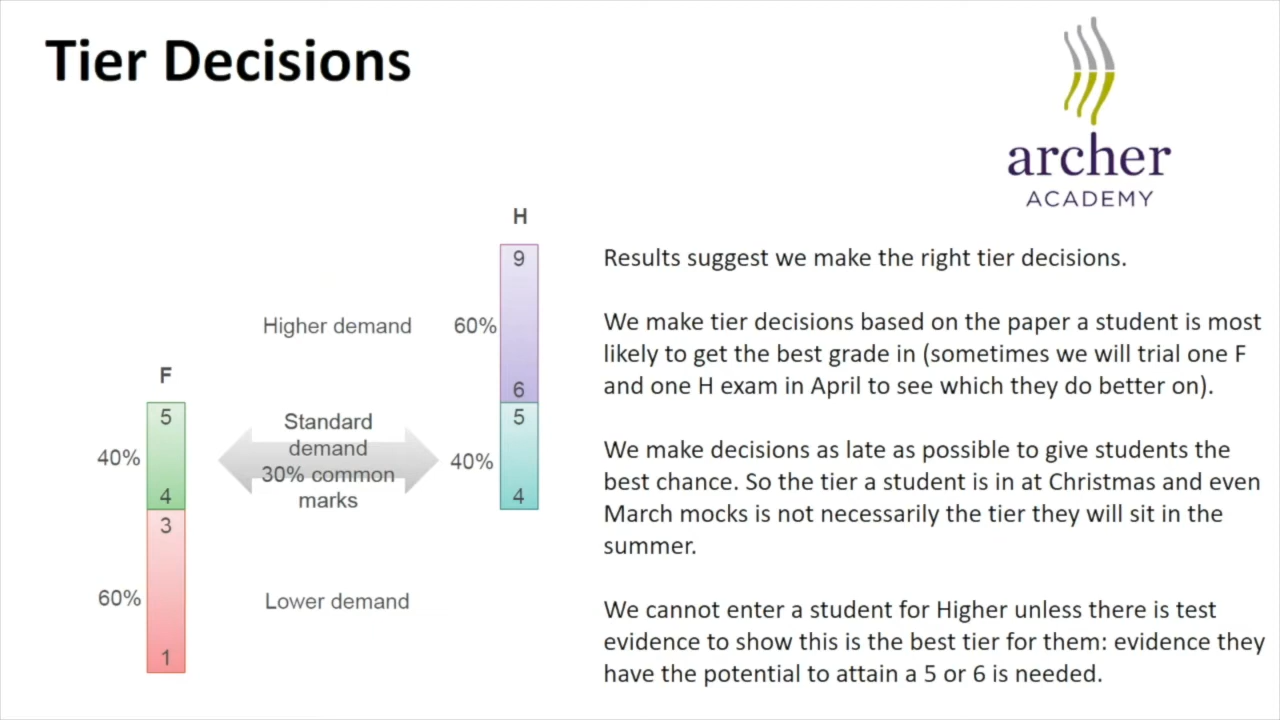 Tier Decisions
archer
ACADEMY
H
9
Higher demand
60%
6
F
5
5
Standard
demand
30% common
marks
40%
40%
4
4
3
60%
Lower demand
1
Results suggest we make the right tier decisions.
We make tier decisions based on the paper a student is most
likely to get the best grade in (sometimes we will trial one F
and one H exam in April to see which they do better on).
We make decisions as late as possible to give students the
best chance. So the tier a student is in at Christmas and even
March mocks is not necessarily the tier they will sit in the
summer.
We cannot enter a student for Higher unless there is test
evidence to show this is the best tier for them: evidence they
have the potential to attain a 5 or 6 is needed.